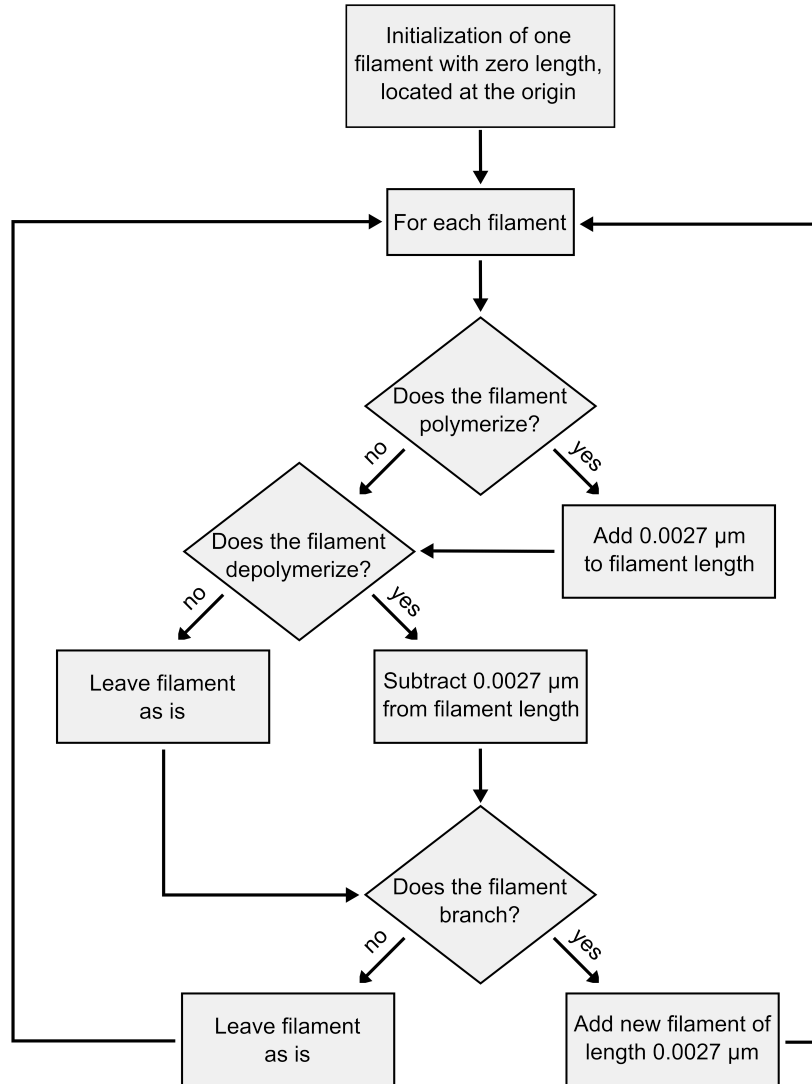 Initialization of one
filament with zero length,
located at the origin
For each filament
Does the filament
polymerize?
no
yes
Add 0.0027 µm
to filament length
Does the filament
depolymerize?
no
yes
Leave filament
as is
Subtract 0.0027 µm
from filament length
Does the filament
branch?
no
yes
Leave filament
as is
Add new filament of
length 0.0027 µm